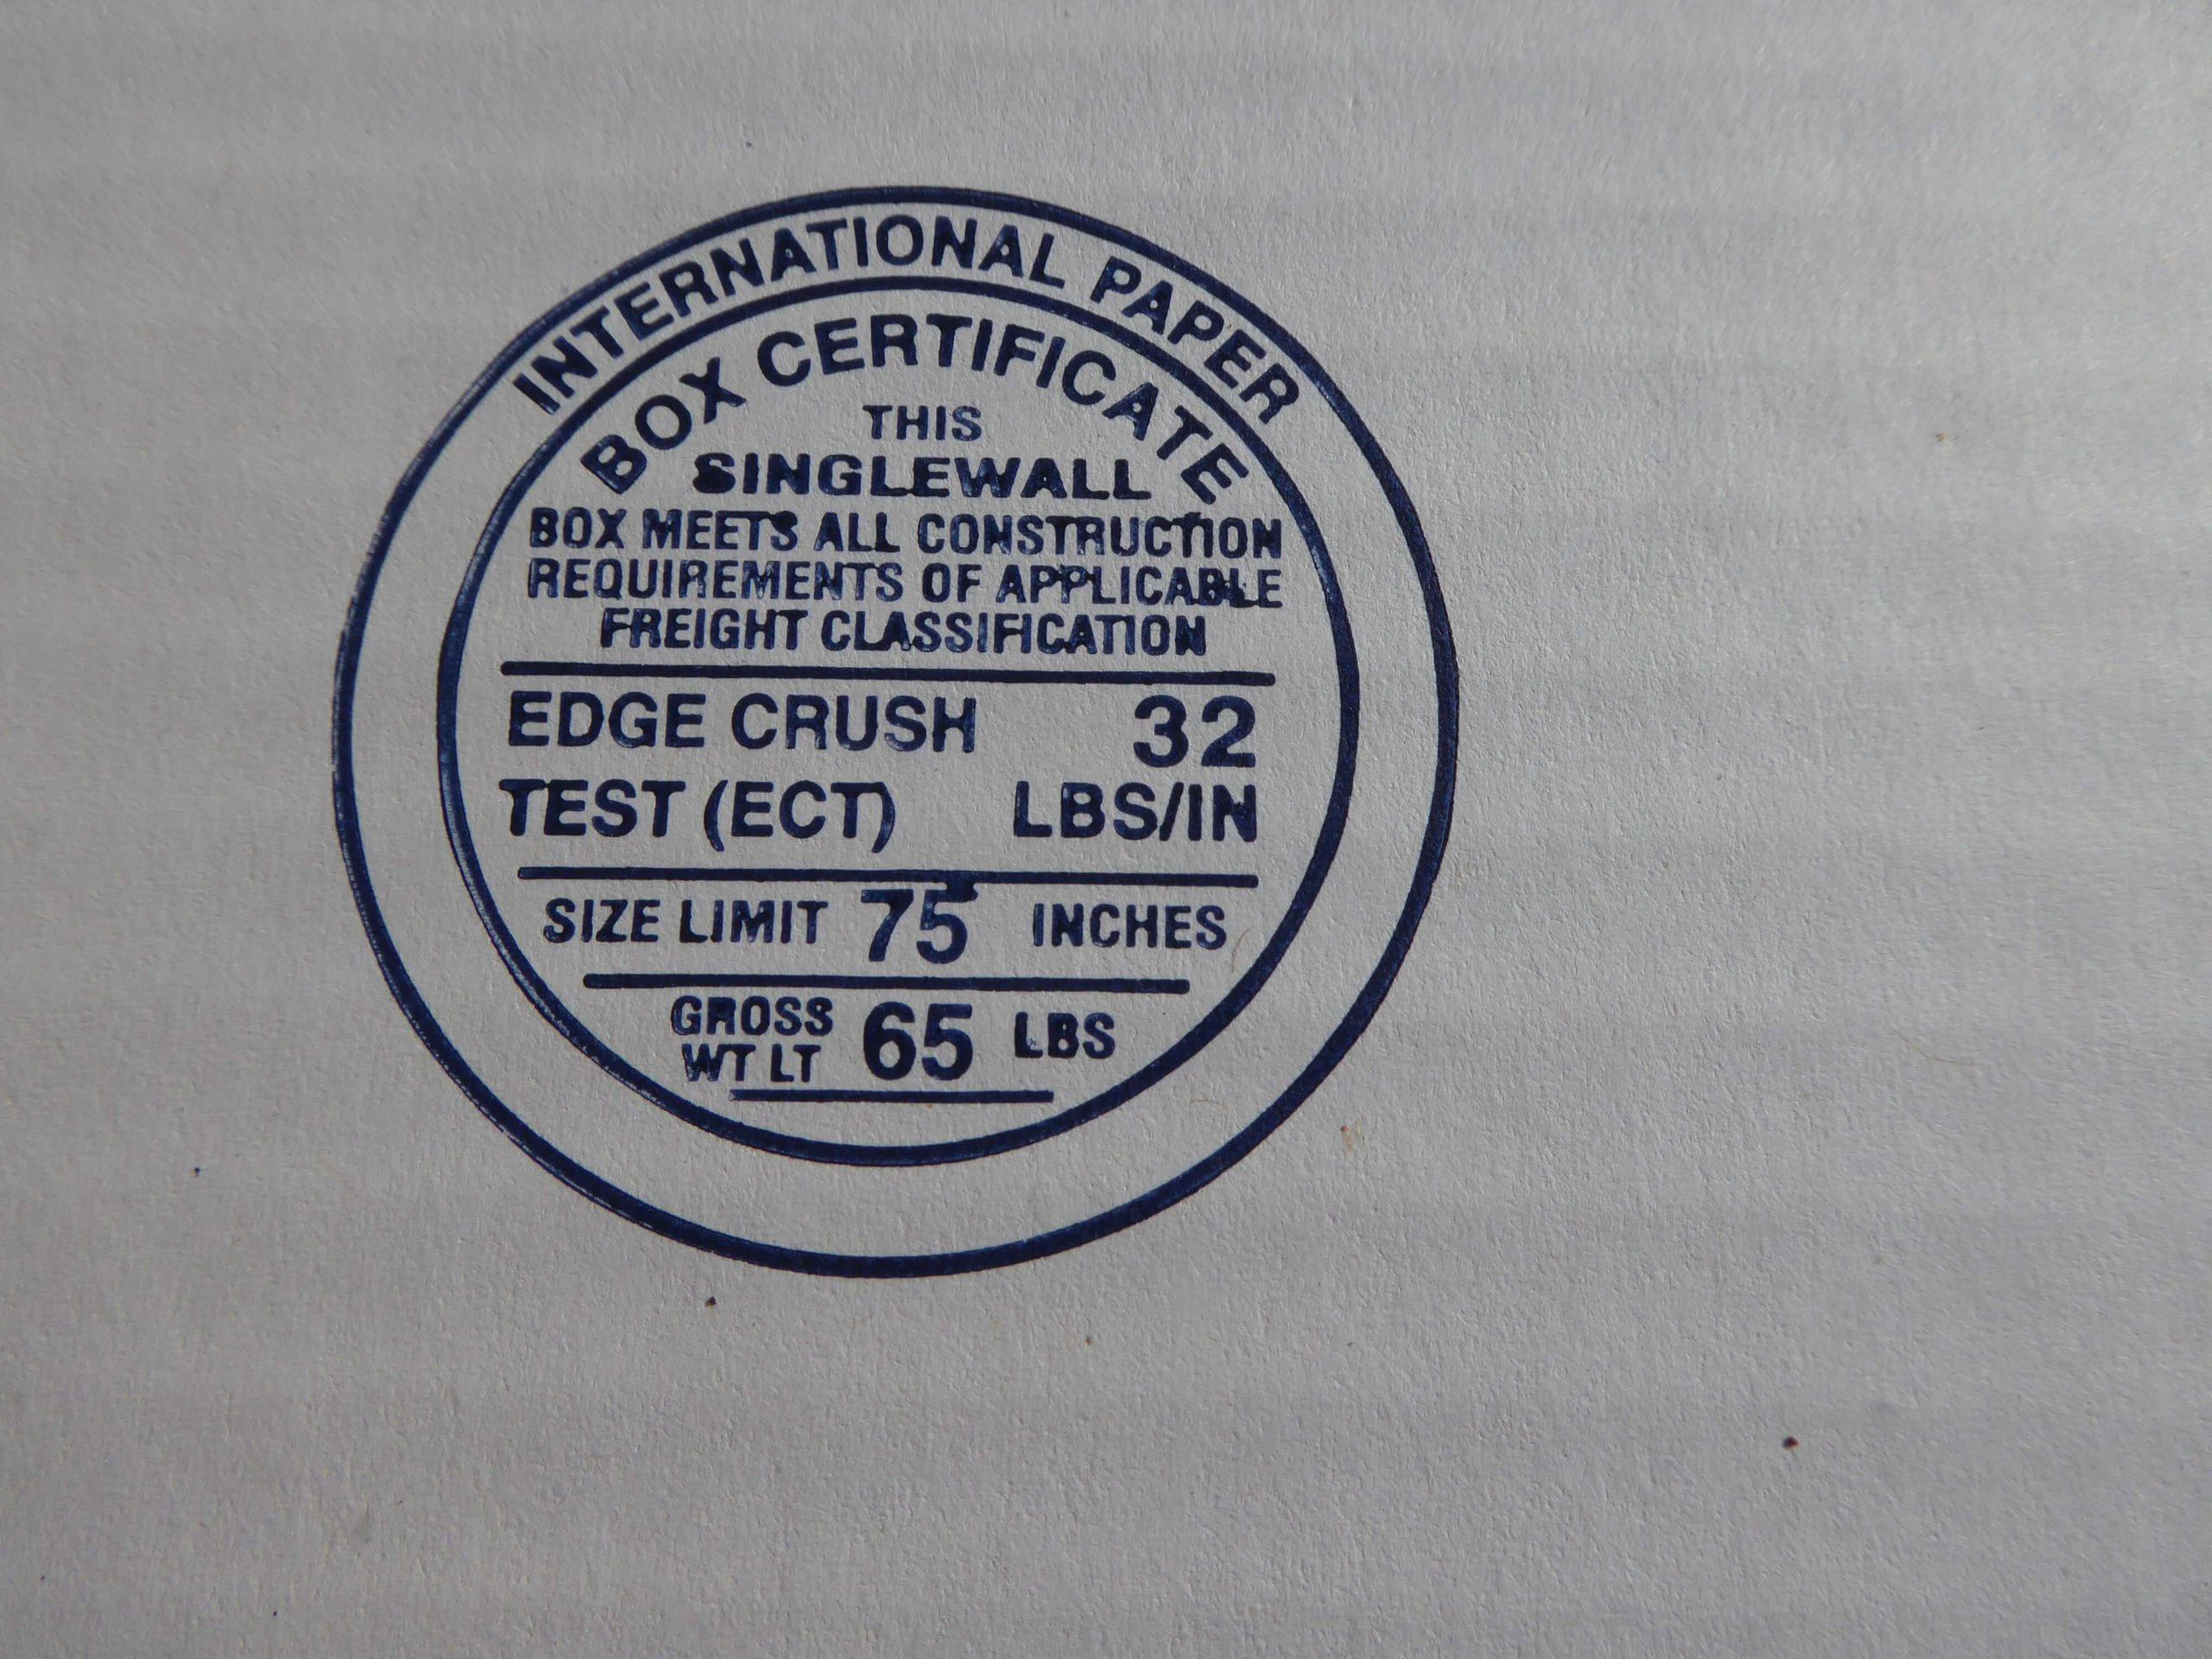 INTERNATIONAL PAPER
BOX CERTIFICATE
THIS
SINGLEWALL
BOX MEETS ALL CONSTRUCTION
REQUIREMENTS OF APPLICABLE
FREIGHT CLASSIFICATION
EDGE CRUSH 32
TEST (ECT) LBS/IN
SIZE LIMIT 75 INCHES
GROSS
WT LT 65 LBS